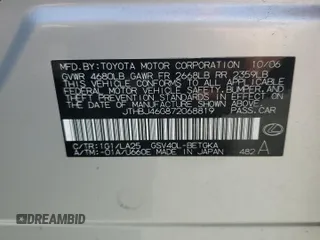 MFD.BY:TOYOTA MOTOR CORPORATION 10/06
GVWR 4680LB GAWR FR 2668LB RR 2359LB
THIS VEHICLE CONFORMS TO ALL APPLICABLE
FEDERAL MOTOR VEHICLE SAFETY, BUMPER, AND
THEFT PREVENTION STANDARDS IN EFFECT ON
THE DATE OF MANUFACTURE SHOWN ABOVE.
JTHBJ46G872068819 PASS.CAR
C/TR:1G1/LA25 GSV40L-BETGKA
A/TM:-01A/U660E MADE IN JAPAN 482 A